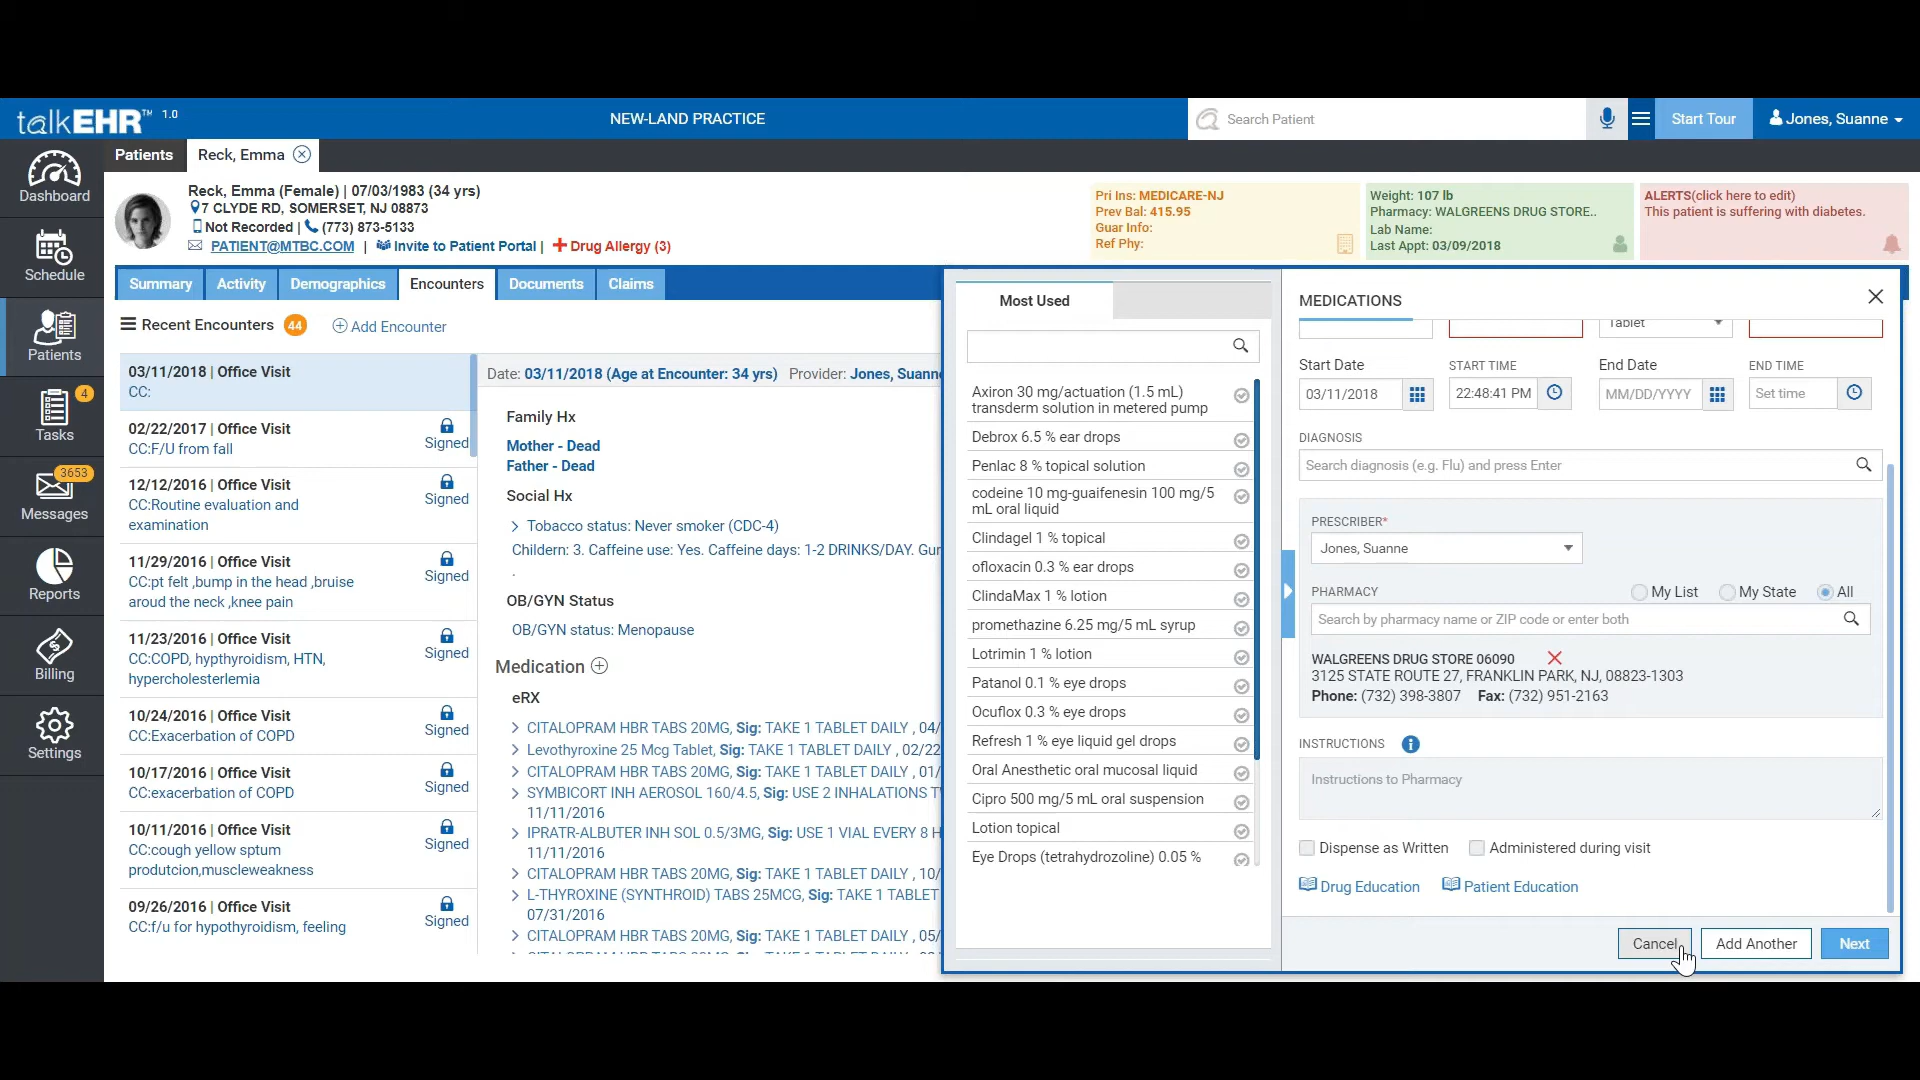 talkEHR™ 1.0
NEW-LAND PRACTICE
Search Patient
Start Tour
Jones, Suanne
Dashboard
Schedule
Patients
4
Tasks
3653
Messages
Reports
Billing
Settings
Patients
Reck, Emma
Reck, Emma (Female) | 07/03/1983 (34 yrs)
7 CLYDE RD, SOMERSET, NJ 08873
Not Recorded | (773) 873-5133
PATIENT@MTBC.COM | Invite to Patient Portal | Drug Allergy (3)
Pri Ins: MEDICARE-NJ
Prev Bal: 415.95
Guar Info:
Ref Phy:
Weight: 107 lb
Pharmacy: WALGREENS DRUG STORE..
Lab Name:
Last Appt: 03/09/2018
ALERTS(click here to edit)
This patient is suffering with diabetes.
Summary
Activity
Demographics
Encounters
Documents
Claims
Recent Encounters 44
Add Encounter
03/11/2018 | Office Visit
CC:
02/22/2017 | Office Visit
CC:F/U from fall
Signed
12/12/2016 | Office Visit
CC:Routine evaluation and
examination
Signed
11/29/2016 | Office Visit
CC:pt felt ,bump in the head ,bruise
aroud the neck ,knee pain
Signed
11/23/2016 | Office Visit
CC:COPD, hypthyroidism, HTN,
hypercholesterlemia
Signed
10/24/2016 | Office Visit
CC:Exacerbation of COPD
Signed
10/17/2016 | Office Visit
CC:exacerbation of COPD
Signed
10/11/2016 | Office Visit
CC:cough yellow sptum
produtcion,muscleweakness
Signed
09/26/2016 | Office Visit
CC:f/u for hypothyroidism, feeling
Signed
Date: 03/11/2018 (Age at Encounter: 34 yrs) Provider: Jones, Suanne
Family Hx
Mother - Dead
Father - Dead
Social Hx
Tobacco status: Never smoker (CDC-4)
Childern: 3. Caffeine use: Yes. Caffeine days: 1-2 DRINKS/DAY. Gur
.
OB/GYN Status
OB/GYN status: Menopause
Medication
eRX
CITALOPRAM HBR TABS 20MG, Sig: TAKE 1 TABLET DAILY , 04/
Levothyroxine 25 Mcg Tablet, Sig: TAKE 1 TABLET DAILY , 02/22
CITALOPRAM HBR TABS 20MG, Sig: TAKE 1 TABLET DAILY , 01/
SYMBICORT INH AEROSOL 160/4.5, Sig: USE 2 INHALATIONS T
11/11/2016
IPRATR-ALBUTER INH SOL 0.5/3MG, Sig: USE 1 VIAL EVERY 8 H
11/11/2016
CITALOPRAM HBR TABS 20MG, Sig: TAKE 1 TABLET DAILY , 10/
L-THYROXINE (SYNTHROID) TABS 25MCG, Sig: TAKE 1 TABLET
07/31/2016
CITALOPRAM HBR TABS 20MG, Sig: TAKE 1 TABLET DAILY , 05/
Most Used
Axiron 30 mg/actuation (1.5 mL)
transderm solution in metered pump
Debrox 6.5 % ear drops
Penlac 8 % topical solution
codeine 10 mg-guaifenesin 100 mg/5
mL oral liquid
Clindagel 1 % topical
ofloxacin 0.3 % ear drops
ClindaMax 1 % lotion
promethazine 6.25 mg/5 mL syrup
Lotrimin 1 % lotion
Patanol 0.1 % eye drops
Ocuflox 0.3 % eye drops
Refresh 1 % eye liquid gel drops
Oral Anesthetic oral mucosal liquid
Cipro 500 mg/5 mL oral suspension
Lotion topical
Eye Drops (tetrahydrozoline) 0.05 %
MEDICATIONS
Tablet
Start Date
START TIME
End Date
END TIME
03/11/2018
22:48:41 PM
MM/DD/YYYY
Set time
DIAGNOSIS
Search diagnosis (e.g. Flu) and press Enter
PRESCRIBER*
Jones, Suanne
PHARMACY
My List
My State
All
Search by pharmacy name or ZIP code or enter both
WALGREENS DRUG STORE 06090
3125 STATE ROUTE 27, FRANKLIN PARK, NJ, 08823-1303
Phone: (732) 398-3807 Fax: (732) 951-2163
INSTRUCTIONS
Instructions to Pharmacy
Dispense as Written
Administered during visit
Drug Education
Patient Education
Cancel
Add Another
Next